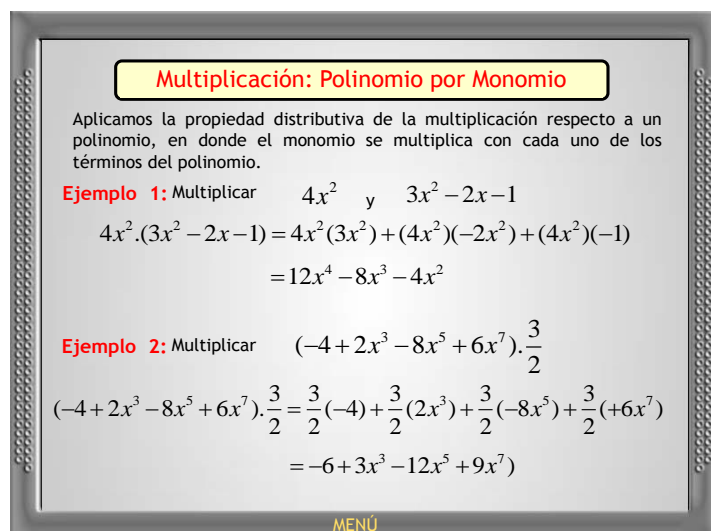 Multiplicación: Polinomio por Monomio
Aplicamos la propiedad distributiva de la multiplicación respecto a un
polinomio, en donde el monomio se multiplica con cada uno de los
términos del polinomio.
Ejemplo 1: Multiplicar 4x² y 3x² − 2x − 1
4x².(3x² − 2x − 1) = 4x²(3x²) + (4x²)(−2x²) + (4x²)(−1)
= 12x⁴ − 8x³ − 4x²
Ejemplo 2: Multiplicar (−4 + 2x³ − 8x⁵ + 6x⁷).3/2
(−4 + 2x³ − 8x⁵ + 6x⁷).3/2 = 3/2(−4) + 3/2(2x³) + 3/2(−8x⁵) + 3/2(+6x⁷)
= −6 + 3x³ − 12x⁵ + 9x⁷)
MENÚ